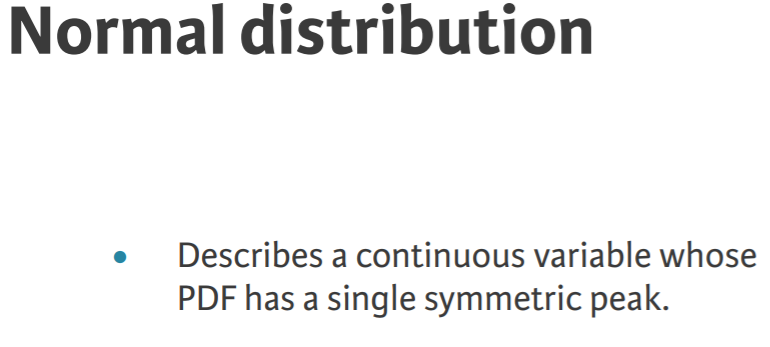 Normal distribution
• Describes a continuous variable whose
PDF has a single symmetric peak.